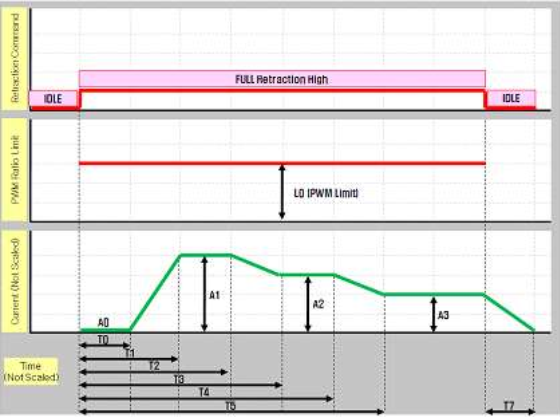 Retraction Command
FULL Retraction High
IDLE
IDLE
PWM Ratio Limit
L0 (PWM Limit)
Current (Not Scaled)
A0
A1
A2
A3
T0
T1
T2
T3
T4
T5
T7
Time
(Not Scaled)